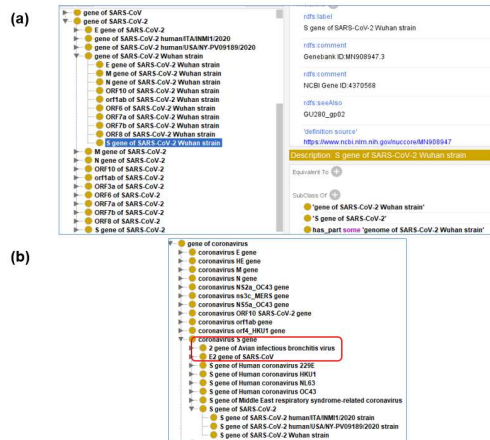 (a)
gene of SARS-CoV
gene of SARS-CoV-2
E gene of SARS-CoV-2
gene of SARS-CoV-2 human/ITA/INMI1/2020
gene of SARS-CoV-2 human/USA/NY-PV09189/2020
gene of SARS-CoV-2 Wuhan strain
E gene of SARS-CoV-2 Wuhan strain
M gene of SARS-CoV-2 Wuhan strain
N gene of SARS-CoV-2 Wuhan strain
ORF10 of SARS-CoV-2 Wuhan strain
orf1ab of SARS-CoV-2 Wuhan strain
ORF6 of SARS-CoV-2 Wuhan strain
ORF7a of SARS-CoV-2 Wuhan strain
ORF7b of SARS-CoV-2 Wuhan strain
ORF8 of SARS-CoV-2 Wuhan strain
S gene of SARS-CoV-2 Wuhan strain
M gene of SARS-CoV-2
N gene of SARS-CoV-2
ORF10 of SARS-CoV-2
orf1ab of SARS-CoV-2
ORF3a of SARS-CoV-2
ORF6 of SARS-CoV-2
ORF7a of SARS-CoV-2
ORF7b of SARS-CoV-2
ORF8 of SARS-CoV-2
S gene of SARS-CoV-2
rdfs:label
S gene of SARS-CoV-2 Wuhan strain
rdfs:comment
Genebank ID:MN908947.3
rdfs:comment
NCBI Gene ID:4370568
rdfs:seeAlso
GU280_gp02
'definition source'
https://www.ncbi.nlm.nih.gov/nuccore/MN908947
Description: S gene of SARS-CoV-2 Wuhan strain
Equivalent To
SubClass Of
'gene of SARS-CoV-2 Wuhan strain'
'S gene of SARS-CoV-2'
has_part some 'genome of SARS-CoV-2 Wuhan strain'
(b)
gene of coronavirus
coronavirus E gene
coronavirus HE gene
coronavirus M gene
coronavirus N gene
coronavirus NS2a_OC43 gene
coronavirus ns3c_MERS gene
coronavirus NS5a_OC43 gene
coronavirus ORF10 SARS-CoV-2 gene
coronavirus orf1ab gene
coronavirus orf4_HKU1 gene
coronavirus S gene
2 gene of Avian infectious bronchitis virus
E2 gene of SARS-CoV
S gene of Human coronavirus 229E
S gene of Human coronavirus HKU1
S gene of Human coronavirus NL63
S gene of Human coronavirus OC43
S gene of Middle East respiratory syndrome-related coronavirus
S gene of SARS-CoV-2
S gene of SARS-CoV-2 human/ITA/INMI1/2020 strain
S gene of SARS-CoV-2 human/USA/NY-PV09189/2020 strain
S gene of SARS-CoV-2 Wuhan strain